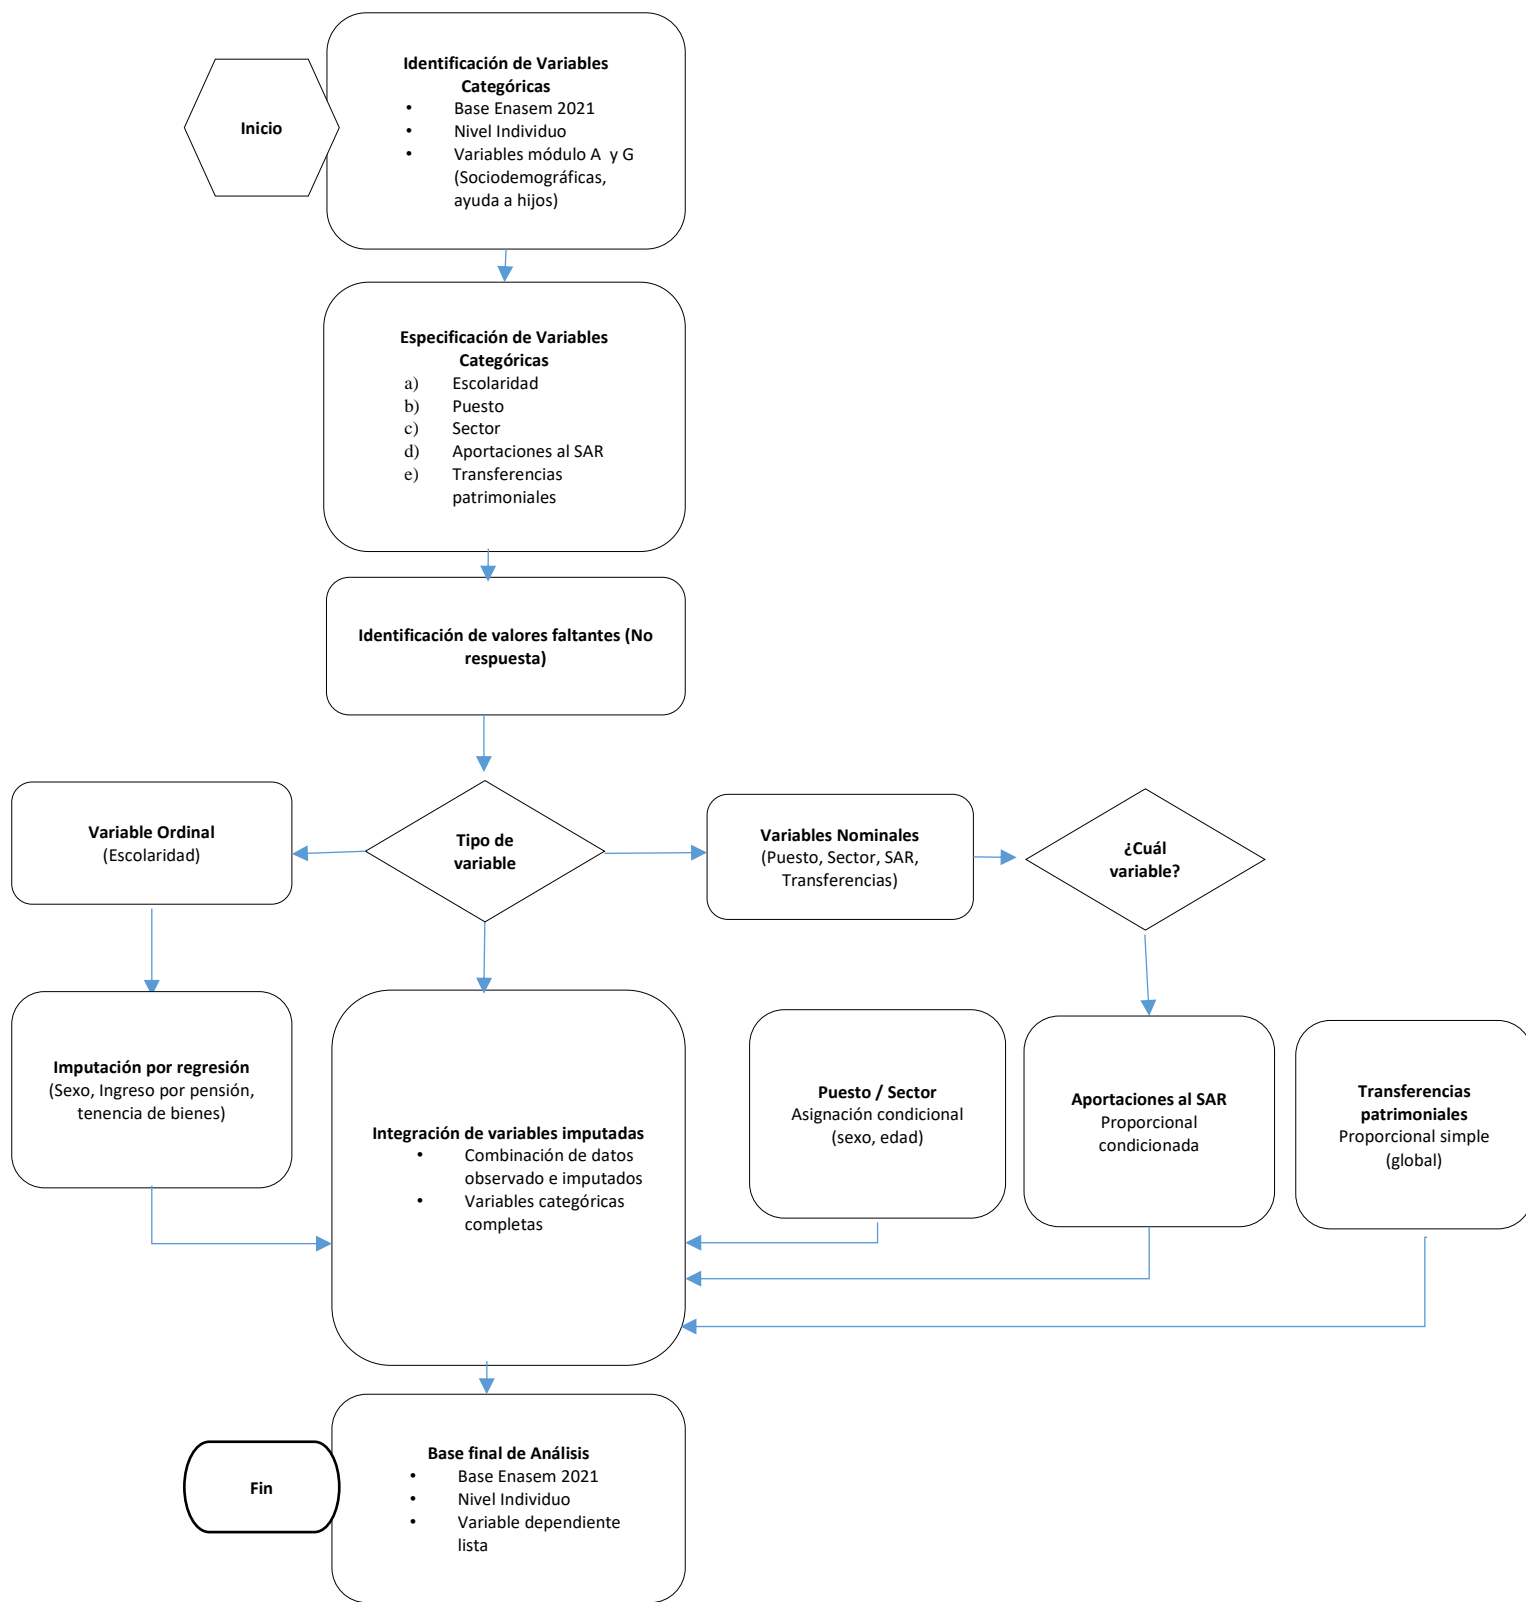 Inicio
Identificación de Variables
Categóricas
• Base Enasem 2021
• Nivel Individuo
• Variables módulo A y G
(Sociodemográficas,
ayuda a hijos)
Especificación de Variables
Categóricas
a) Escolaridad
b) Puesto
c) Sector
d) Aportaciones al SAR
e) Transferencias
patrimoniales
Identificación de valores faltantes (No
respuesta)
Variable Ordinal
(Escolaridad)
Tipo de
variable
Variables Nominales
(Puesto, Sector, SAR,
Transferencias)
¿Cuál
variable?
Imputación por regresión
(Sexo, Ingreso por pensión,
tenencia de bienes)
Integración de variables imputadas
• Combinación de datos
observado e imputados
• Variables categóricas
completas
Puesto / Sector
Asignación condicional
(sexo, edad)
Aportaciones al SAR
Proporcional
condicionada
Transferencias
patrimoniales
Proporcional simple
(global)
Fin
Base final de Análisis
• Base Enasem 2021
• Nivel Individuo
• Variable dependiente
lista